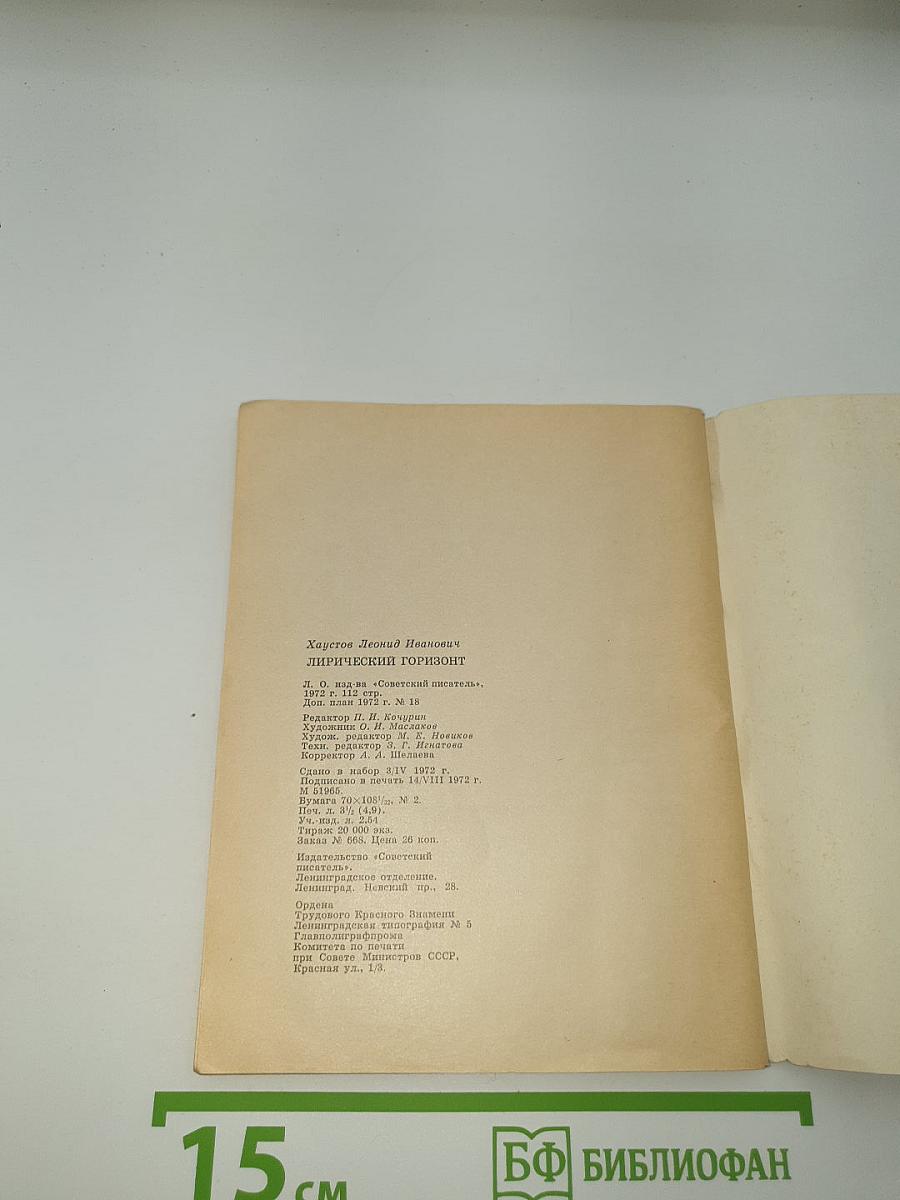 Хаустов Леонид Иванович
ЛИРИЧЕСКИЙ ГОРИЗОНТ
Л. О. изд-ва «Советский писатель»,
1972 г. 112 стр.
Доп. план 1972 г. № 18
Редактор П. И. Кочурин
Художник О. И. Маслаков
Худож. редактор М. Е. Новиков
Техн. редактор З. Г. Игнатова
Корректор А. А. Шелаева
Сдано в набор 3/IV 1972 г.
Подписано в печать 14/VIII 1972 г.
М 51965.
Бумага 70×108¹/₃₂, № 2.
Печ. л. 3¹/₂ (4,9).
Уч.-изд. л. 2,54
Тираж 20 000 экз.
Заказ № 668. Цена 26 коп.
Издательство «Советский
писатель».
Ленинградское отделение.
Ленинград. Невский пр., 28.
Ордена
Трудового Красного Знамени
Ленинградская типография № 5
Главполиграфпрома
Комитета по печати
при Совете Министров СССР,
Красная ул., 1/3.
15 см
БФ БИБЛИОФАН